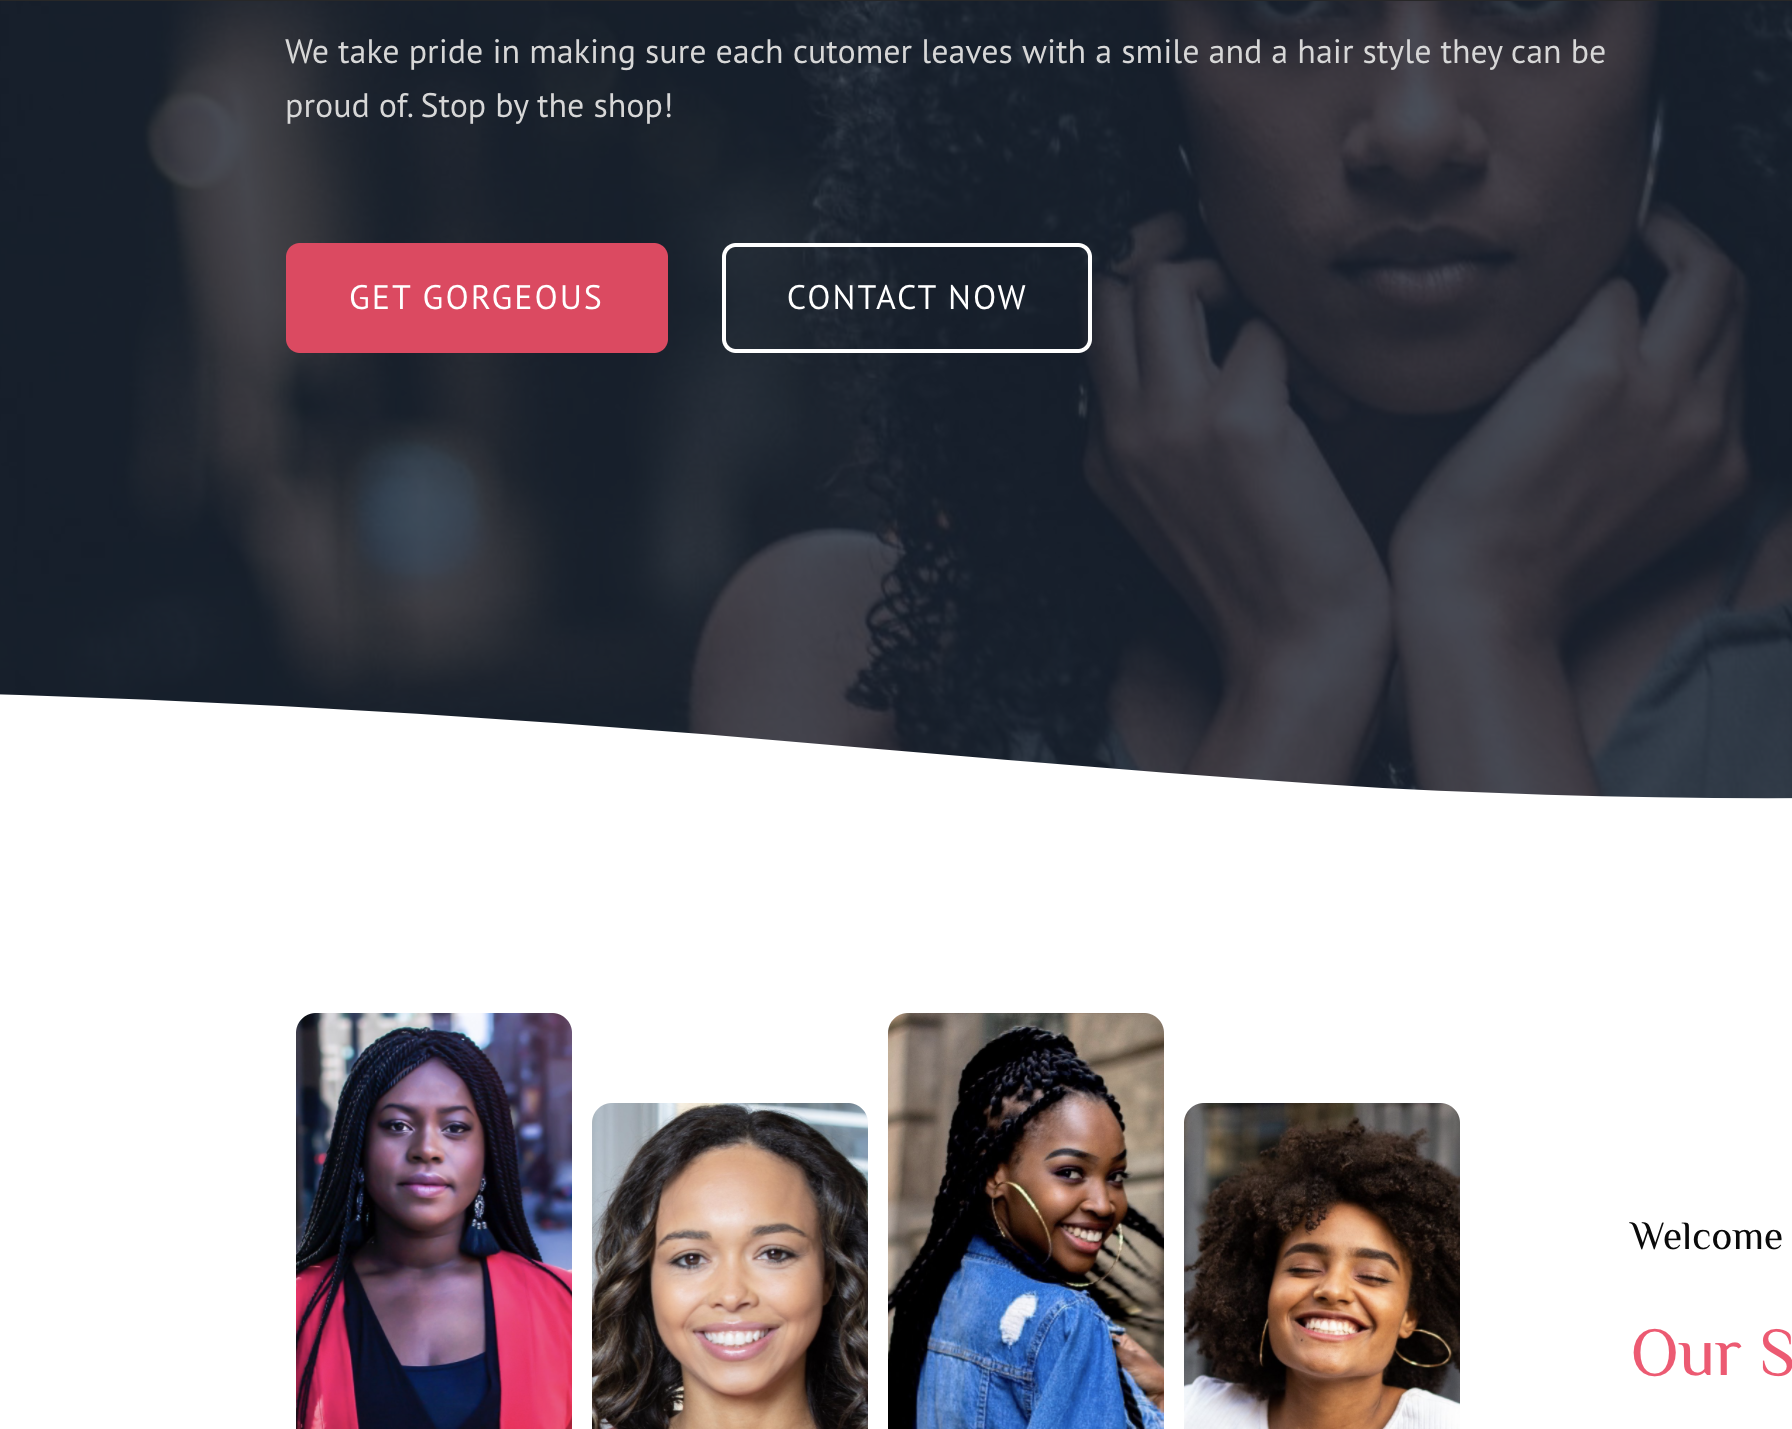 We take pride in making sure each cutomer leaves with a smile and a hair style they can be
proud of. Stop by the shop!
GET GORGEOUS
CONTACT NOW
Welcome
Our S